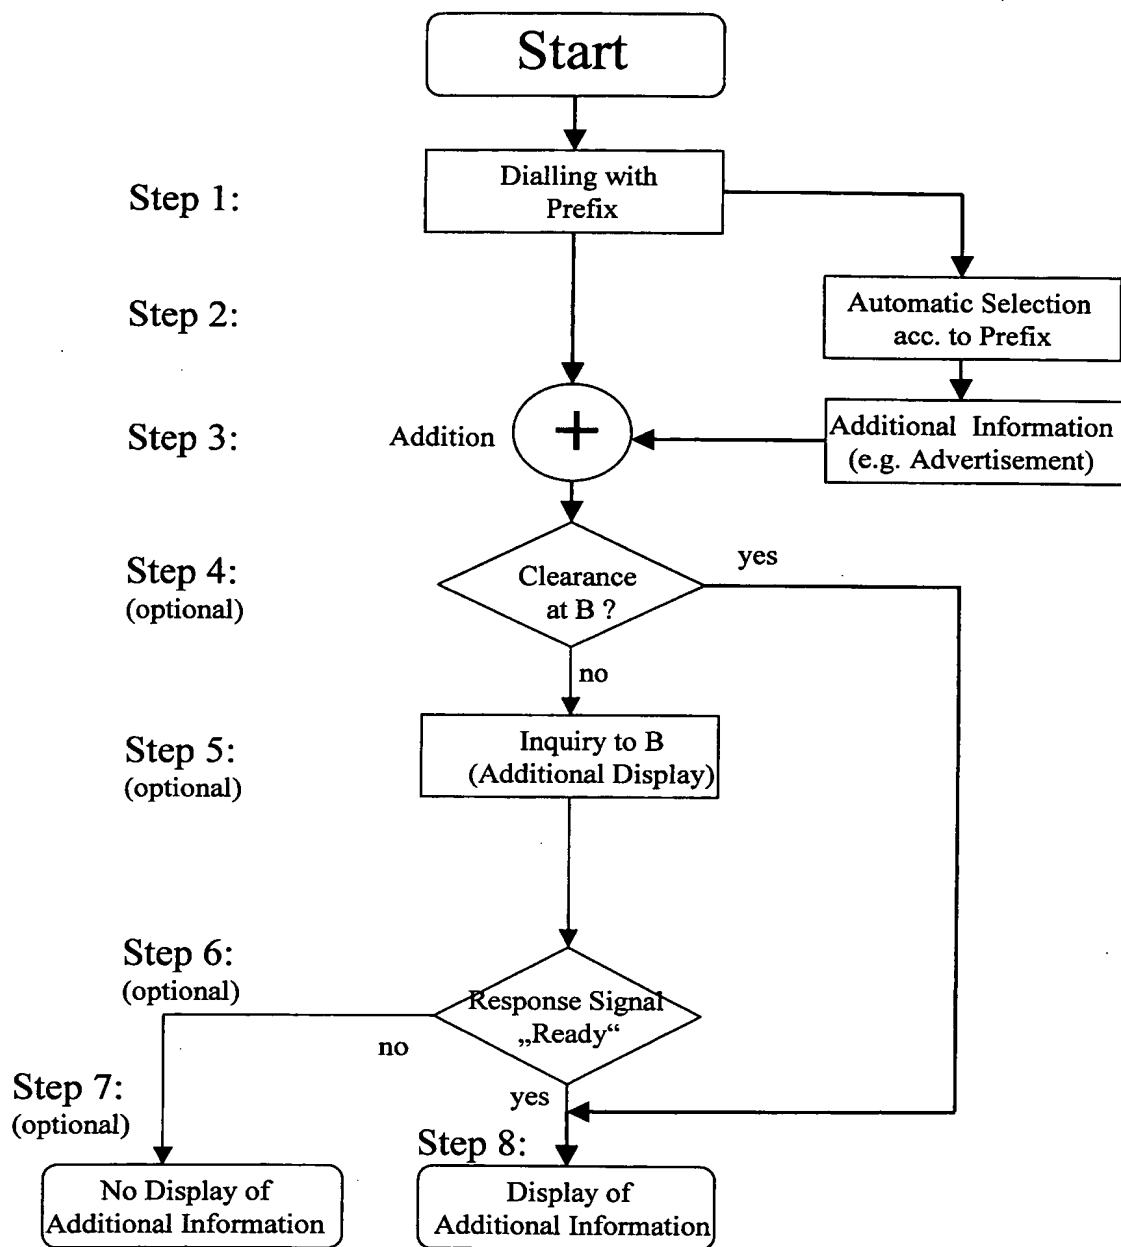 Start
Step 1:
Dialling with
Prefix
Step 2:
Automatic Selection
acc. to Prefix
Step 3:
Addition
+
Additional Information
(e.g. Advertisement)
Step 4:
(optional)
Clearance
at B ?
yes
no
Step 5:
(optional)
Inquiry to B
(Additional Display)
Step 6:
(optional)
Response Signal
„Ready“
no
yes
Step 7:
(optional)
Step 8:
No Display of
Additional Information
Display of
Additional Information